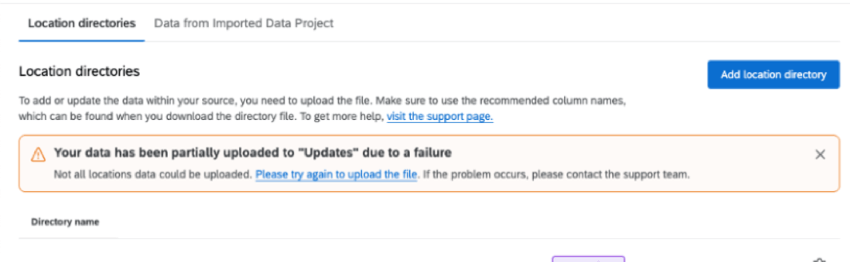 Location directories
Data from Imported Data Project
Location directories
Add location directory
To add or update the data within your source, you need to upload the file. Make sure to use the recommended column names,
which can be found when you download the directory file. To get more help, visit the support page.
Your data has been partially uploaded to "Updates" due to a failure
Not all locations data could be uploaded. Please try again to upload the file. If the problem occurs, please contact the support team.
Directory name